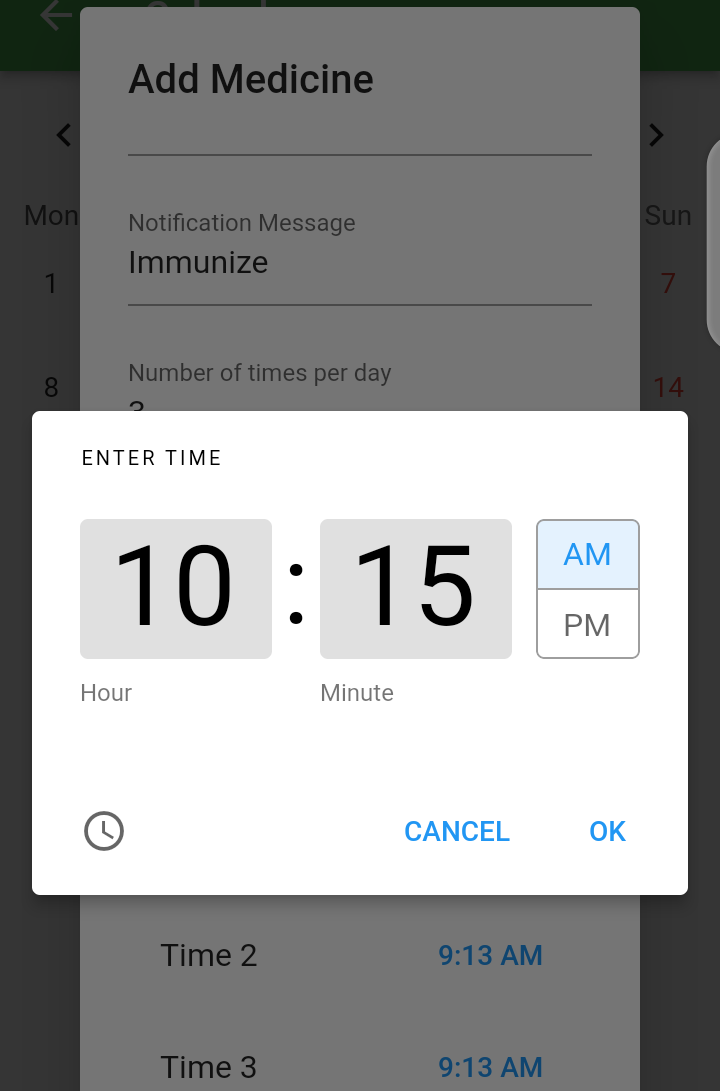 Add Medicine
Mon
Sun
Notification Message
Immunize
1
7
Number of times per day
8
14
3
ENTER TIME
10 : 15
AM
PM
Hour
Minute
CANCEL
OK
Time 2
9:13 AM
Time 3
9:13 AM